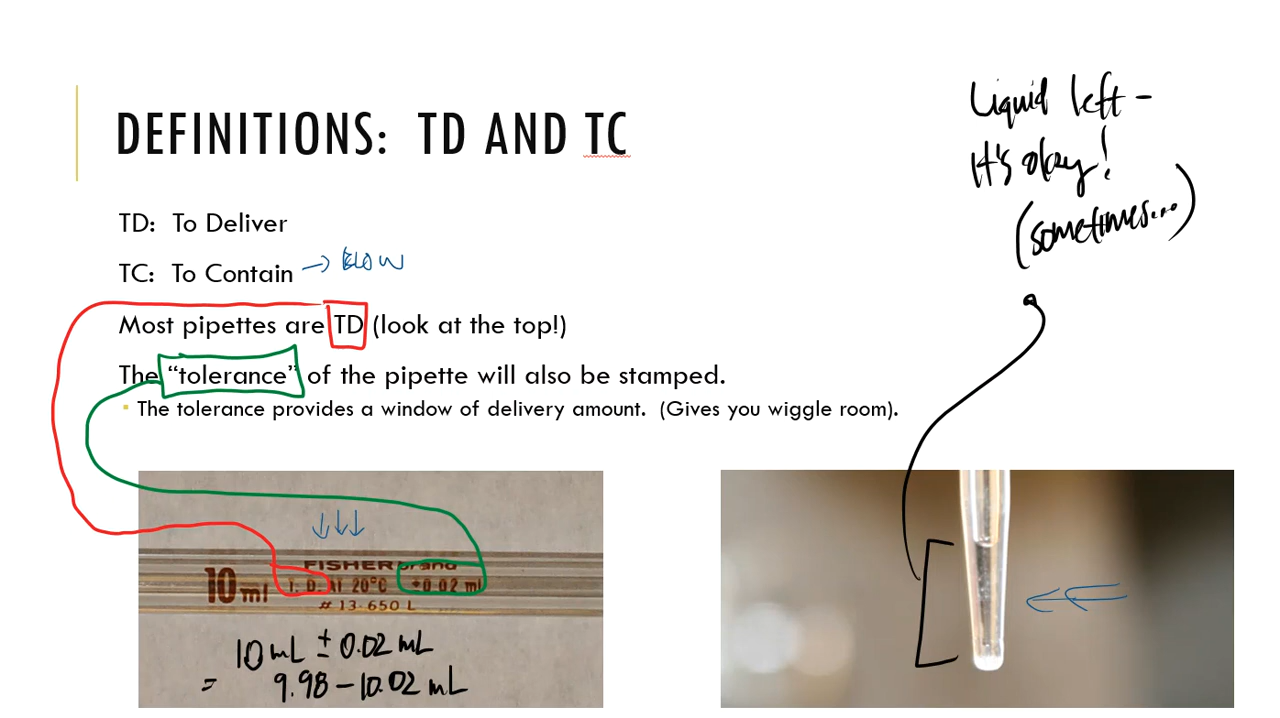 DEFINITIONS: TD AND TC
Liquid left -
It's okay!
(sometimes...)
TD: To Deliver
TC: To Contain → BLOW
Most pipettes are TD (look at the top!)
The “tolerance” of the pipette will also be stamped.
▪ The tolerance provides a window of delivery amount. (Gives you wiggle room).
FISHERbrand
10 ml T. D. AT 20°C ±0.02 ml
# 13-650 L
10 mL ± 0.02 mL
= 9.98 – 10.02 mL